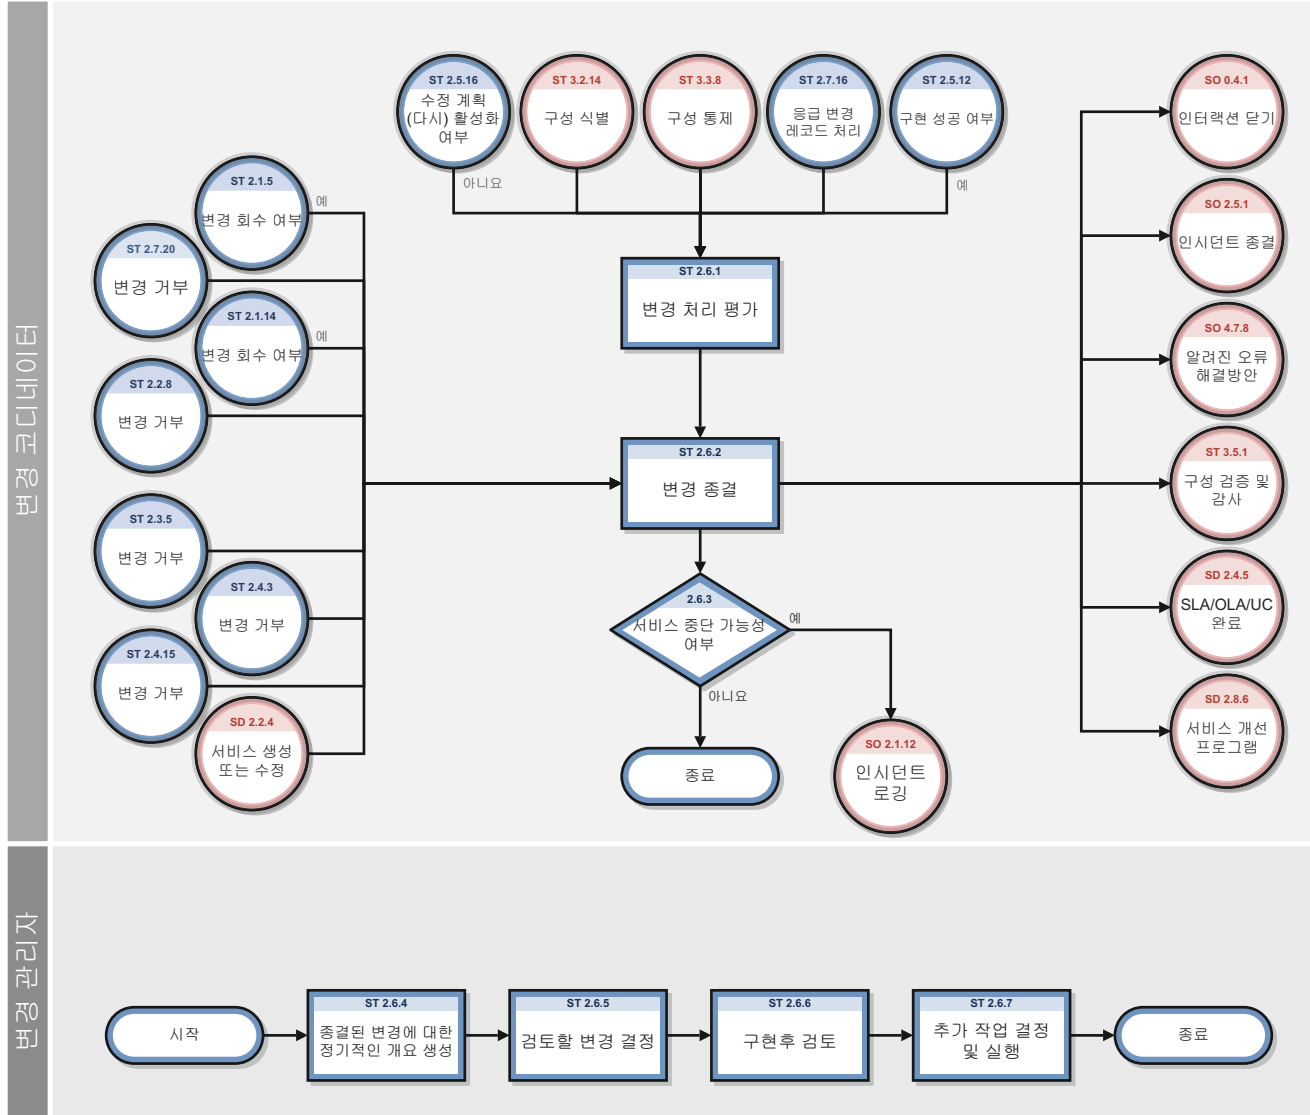 변경 코디네이터
ST 2.5.16
수정 계획
(다시) 활성화
여부
아니요
ST 3.2.14
구성 식별
ST 3.3.8
구성 통제
ST 2.7.16
응급 변경
레코드 처리
ST 2.5.12
구현 성공 여부
예
ST 2.1.5
변경 회수 여부
예
ST 2.7.20
변경 거부
ST 2.1.14
변경 회수 여부
예
ST 2.2.8
변경 거부
ST 2.3.5
변경 거부
ST 2.4.3
변경 거부
ST 2.4.15
변경 거부
SD 2.2.4
서비스 생성
또는 수정
ST 2.6.1
변경 처리 평가
ST 2.6.2
변경 종결
2.6.3
서비스 중단 가능성
여부
예
아니요
종료
SO 2.1.12
인시던트
로깅
SO 0.4.1
인터랙션 닫기
SO 2.5.1
인시던트 종결
SO 4.7.8
알려진 오류
해결방안
ST 3.5.1
구성 검증 및
감사
SD 2.4.5
SLA/OLA/UC
완료
SD 2.8.6
서비스 개선
프로그램
변경 관리자
시작
ST 2.6.4
종결된 변경에 대한
정기적인 개요 생성
ST 2.6.5
검토할 변경 결정
ST 2.6.6
구현후 검토
ST 2.6.7
추가 작업 결정
및 실행
종료